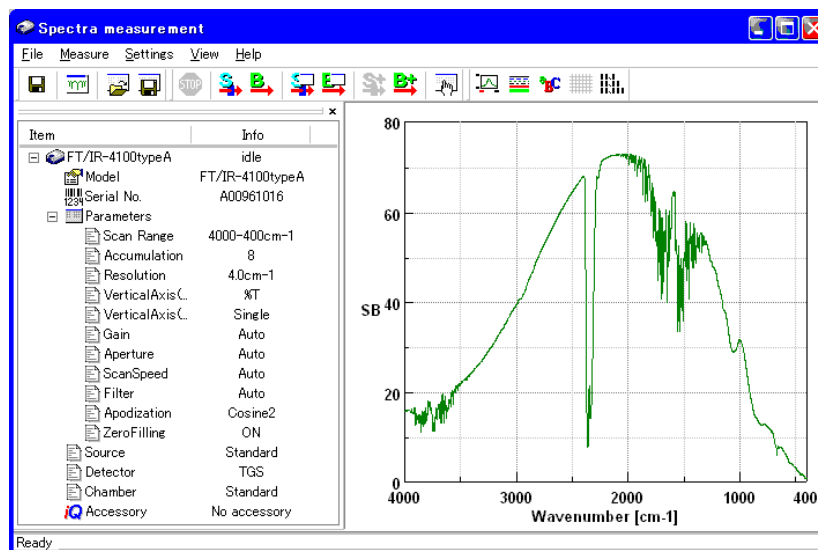 Spectra measurement
File Measure Settings View Help
STOP S B S E S+ B+ ABC
Item Info
FT/IR-4100typeA idle
Model FT/IR-4100typeA
1234 Serial No. A00961016
Parameters
Scan Range 4000-400cm-1
Accumulation 8
Resolution 4.0cm-1
VerticalAxis(.. %T
VerticalAxis(.. Single
Gain Auto
Aperture Auto
ScanSpeed Auto
Filter Auto
Apodization Cosine2
ZeroFilling ON
Source Standard
Detector TGS
Chamber Standard
iQ Accessory No accessory
80
60
SB 40
20
0
4000 3000 2000 1000 400
Wavenumber [cm-1]
Ready